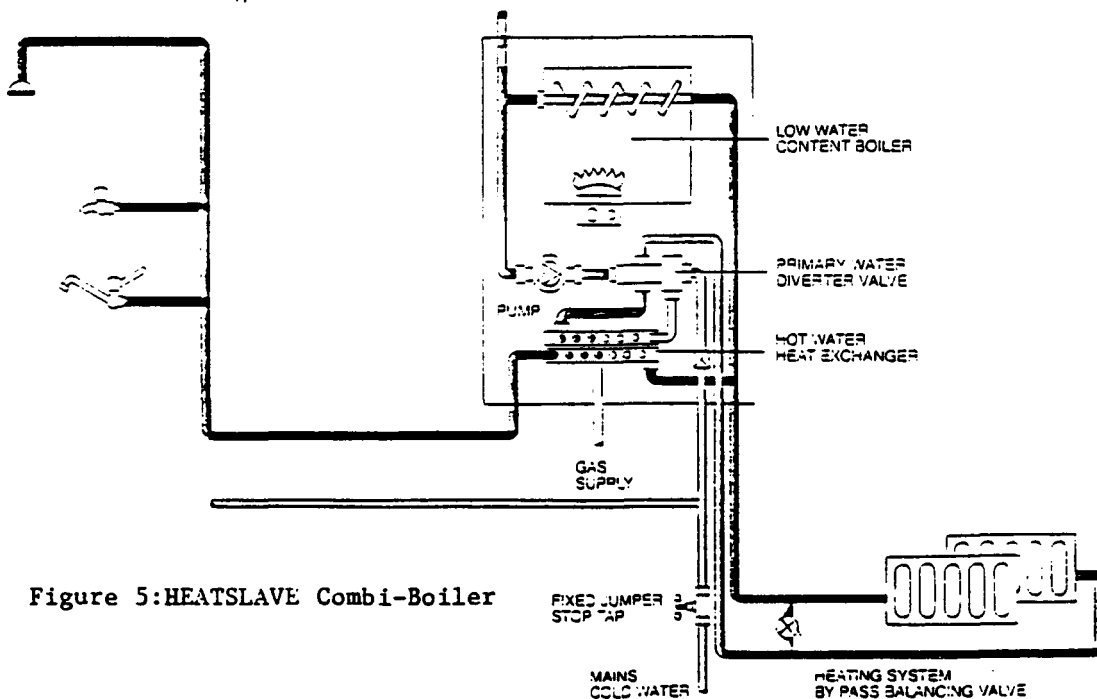 LOW WATER
CONTENT BOILER
PRIMARY WATER
DIVERTER VALVE
PUMP
HOT WATER
HEAT EXCHANGER
GAS
SUPPLY
Figure 5:HEATSLAVE Combi-Boiler
FIXED JUMPER
STOP TAP
MAINS
COLD WATER
HEATING SYSTEM
BY PASS BALANCING VALVE